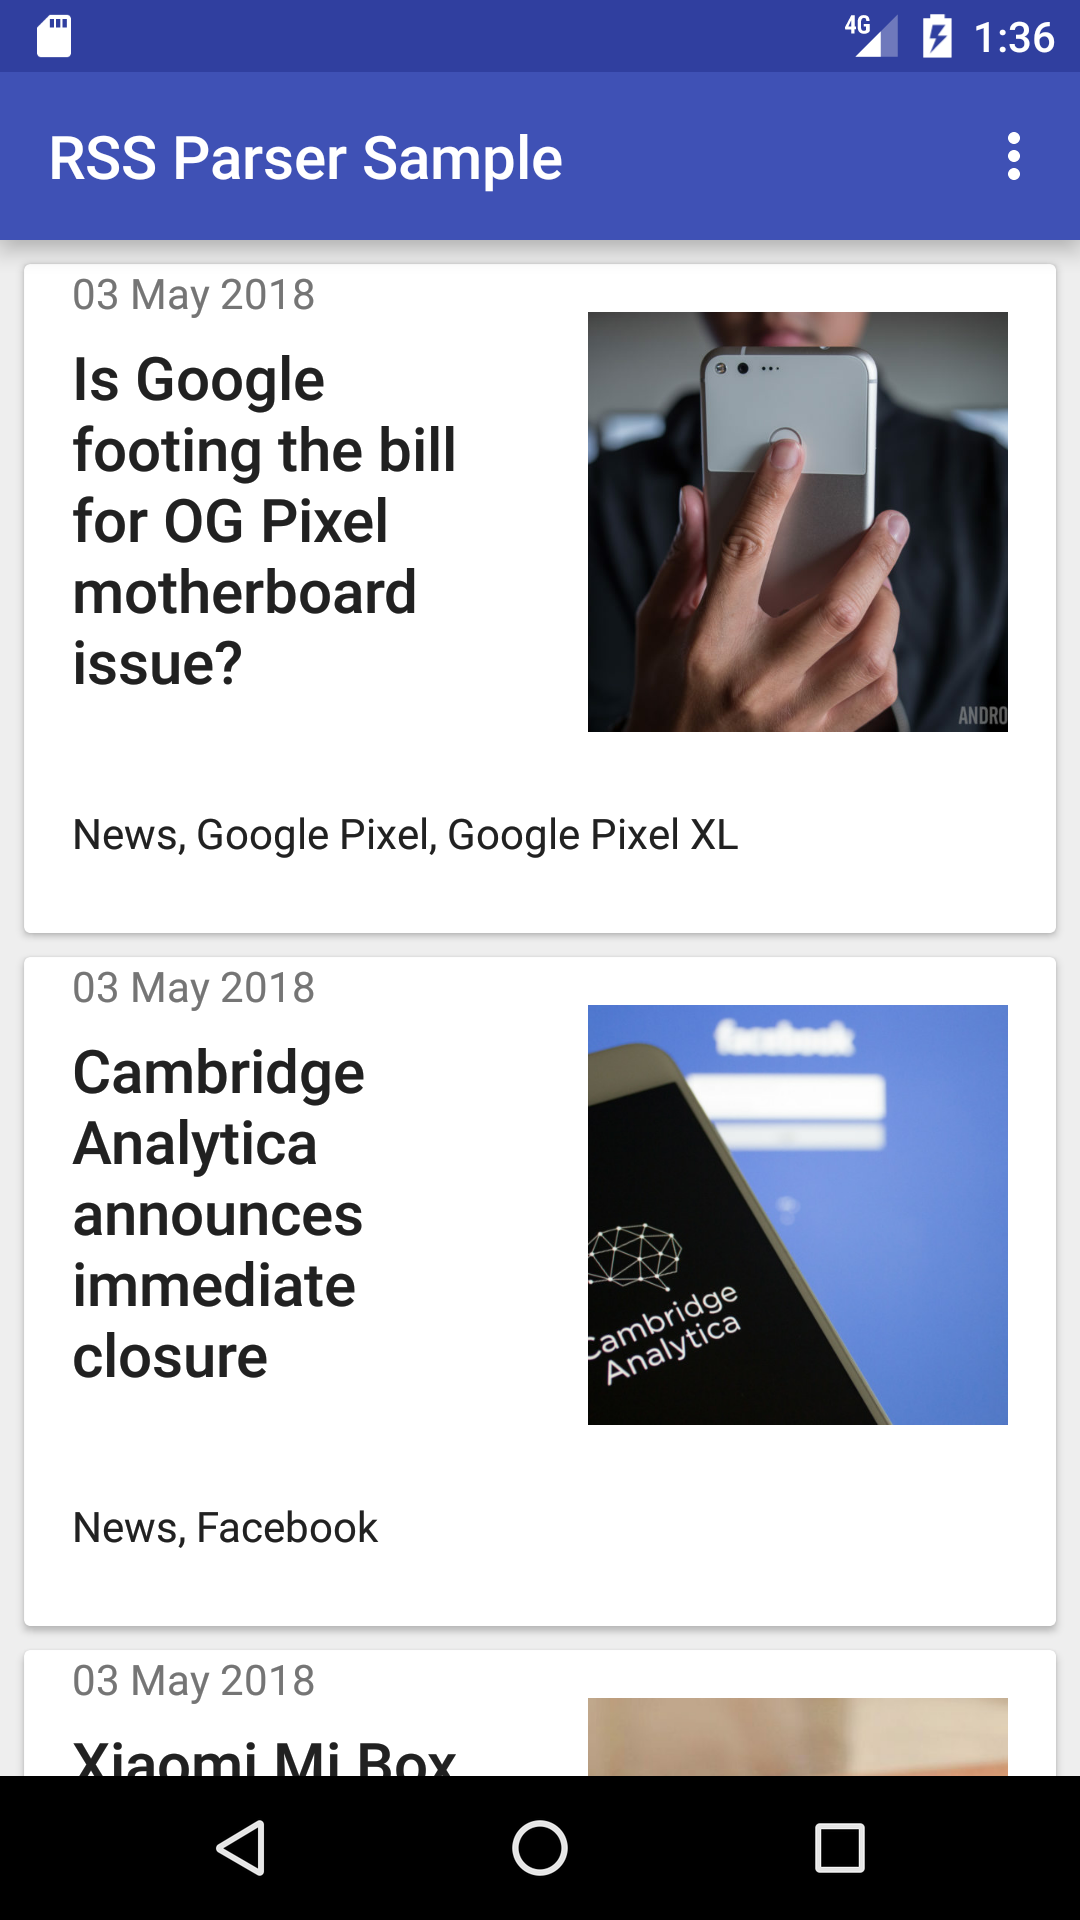 4G 1:36
RSS Parser Sample
03 May 2018
Is Google
footing the bill
for OG Pixel
motherboard
issue?
ANDRO
News, Google Pixel, Google Pixel XL
03 May 2018
Cambridge
Analytica
announces
immediate
closure
facebook
Cambridge
Analytica
News, Facebook
03 May 2018
Xiaomi Mi Box